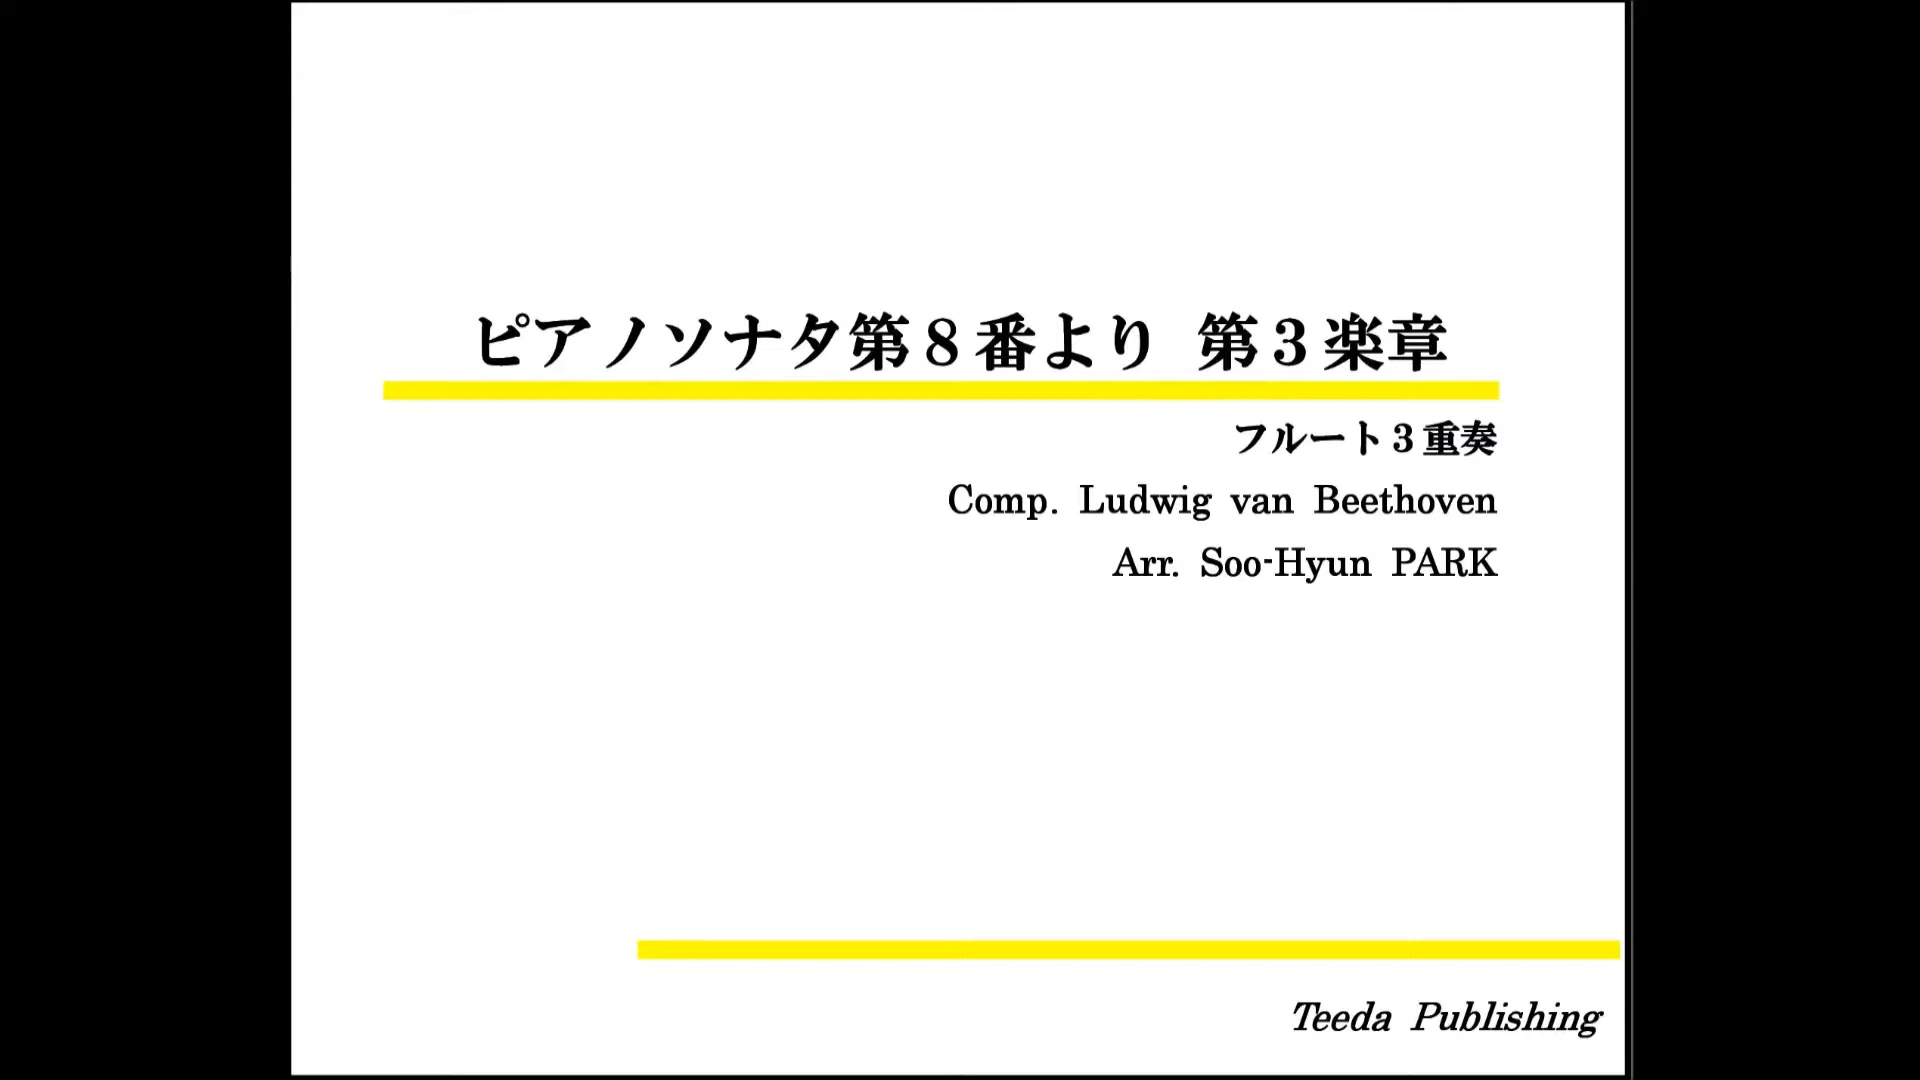 ピアノソナタ第８番より 第３楽章
フルート３重奏
Comp. Ludwig van Beethoven
Arr. Soo-Hyun PARK
Teeda Publishing